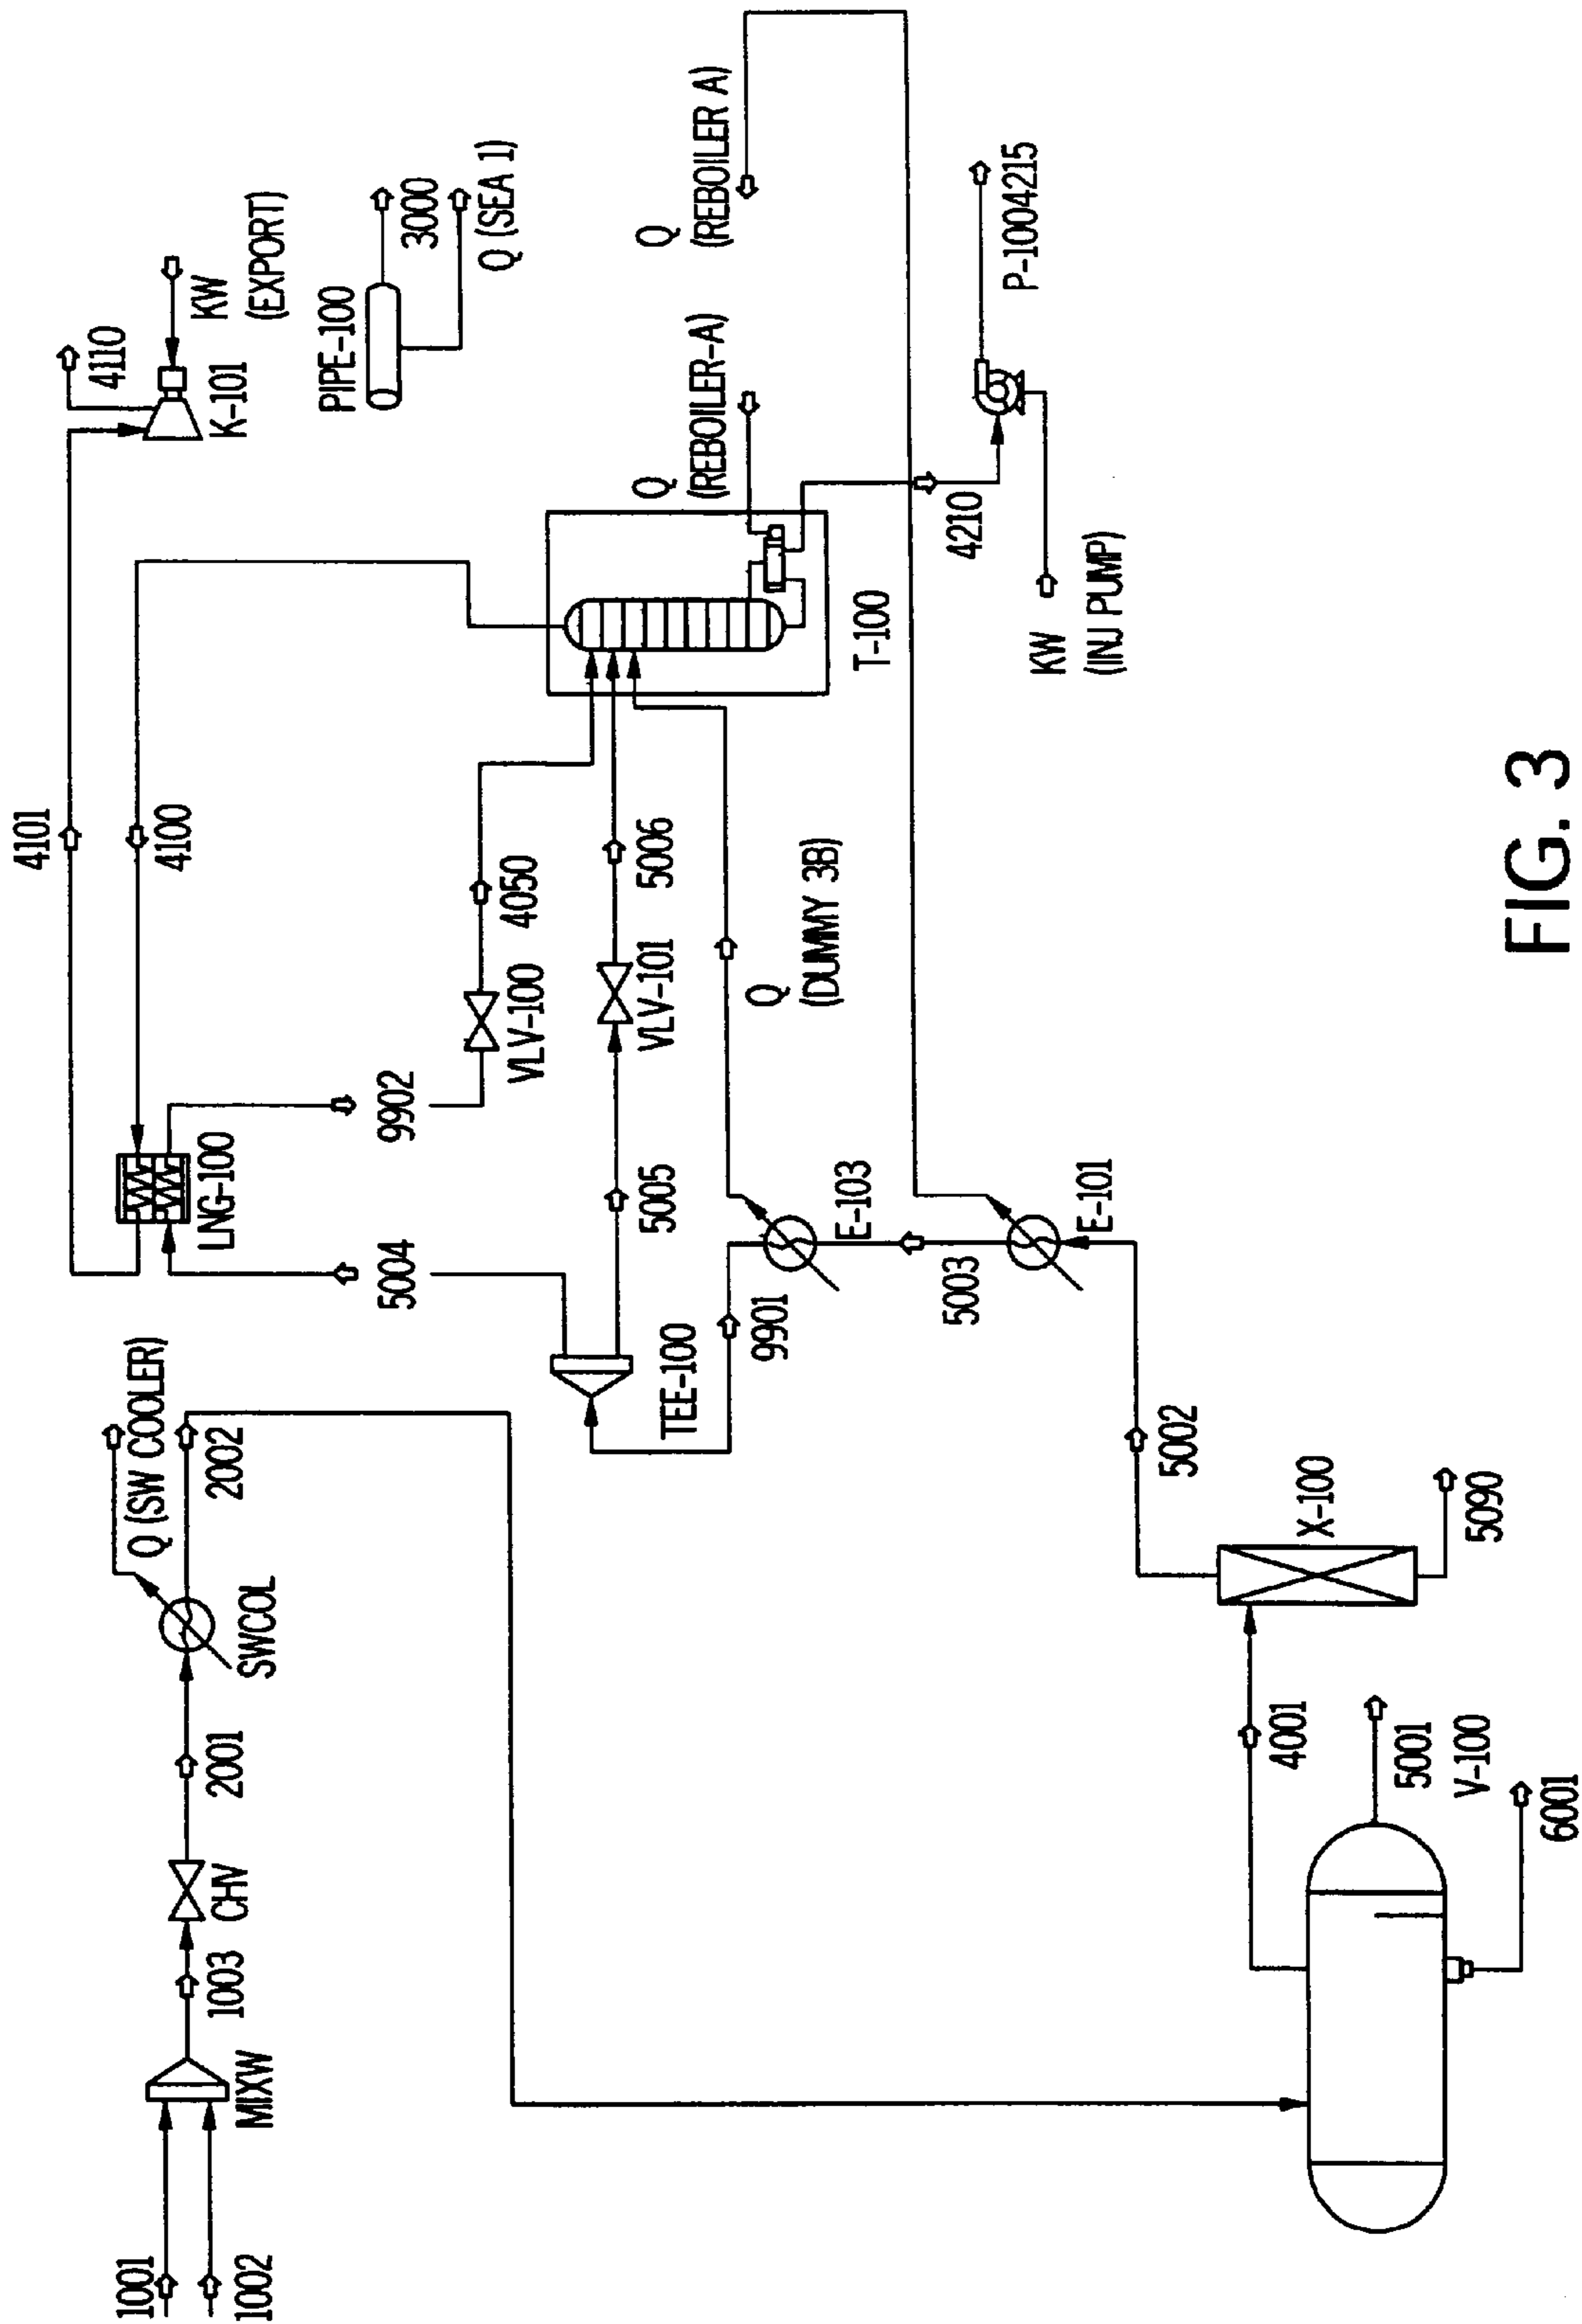 1001
1002
MIXW
1003
CHV
2001
SWCOL
Q (SW COOLER)
2002
4101
4100
LNG-100
5004
9902
VLV-100
4050
TEE-100
5005
VLV-101
5006
9901
E-103
Q
(DUMMY 3B)
5003
E-101
5002
X-100
5090
4001
5001
V-100
6001
4110
KW
(EXPORT)
K-101
PIPE-100
3000
Q (SEA 1)
Q
(REBOILER-A)
Q
(REBOILER A)
T-100
4210
P-1004215
KW
(INJ PUMP)
FIG. 3